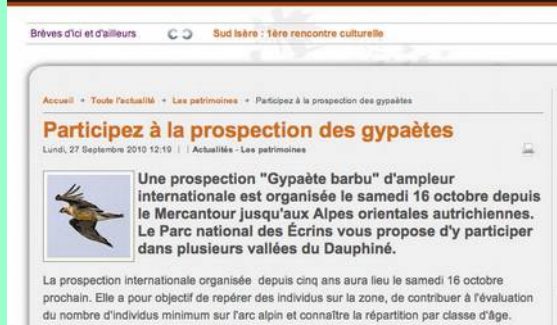 Brèves d'ici et d'ailleurs Sud Isère : 1ère rencontre culturelle
Accueil Toute l'actualité Les patrimoines Participez à la prospection des gypaètes
Participez à la prospection des gypaètes
Lundi, 27 Septembre 2010 12:19 | | Actualités - Les patrimoines
Une prospection "Gypaète barbu" d'ampleur
internationale est organisée le samedi 16 octobre depuis
le Mercantour jusqu'aux Alpes orientales autrichiennes.
Le Parc national des Écrins vous propose d'y participer
dans plusieurs vallées du Dauphiné.
La prospection internationale organisée depuis cinq ans aura lieu le samedi 16 octobre
prochain. Elle a pour objectif de repérer des individus sur la zone, de contribuer à l'évaluation
du nombre d'individus minimum sur l'arc alpin et connaître la répartition par classe d'âge.